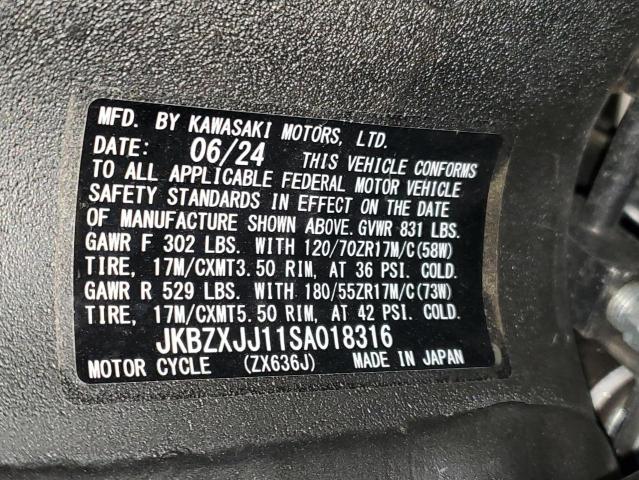 MFD. BY KAWASAKI MOTORS, LTD.
DATE: 06/24 THIS VEHICLE CONFORMS
TO ALL APPLICABLE FEDERAL MOTOR VEHICLE
SAFETY STANDARDS IN EFFECT ON THE DATE
OF MANUFACTURE SHOWN ABOVE. GVWR 831 LBS.
GAWR F 302 LBS. WITH 120/70ZR17M/C(58W)
TIRE, 17M/CXMT3.50 RIM, AT 36 PSI. COLD.
GAWR R 529 LBS. WITH 180/55ZR17M/C(73W)
TIRE, 17M/CXMT5.50 RIM, AT 42 PSI. COLD.
JKBZXJJ11SA018316
MOTOR CYCLE (ZX636J) MADE IN JAPAN